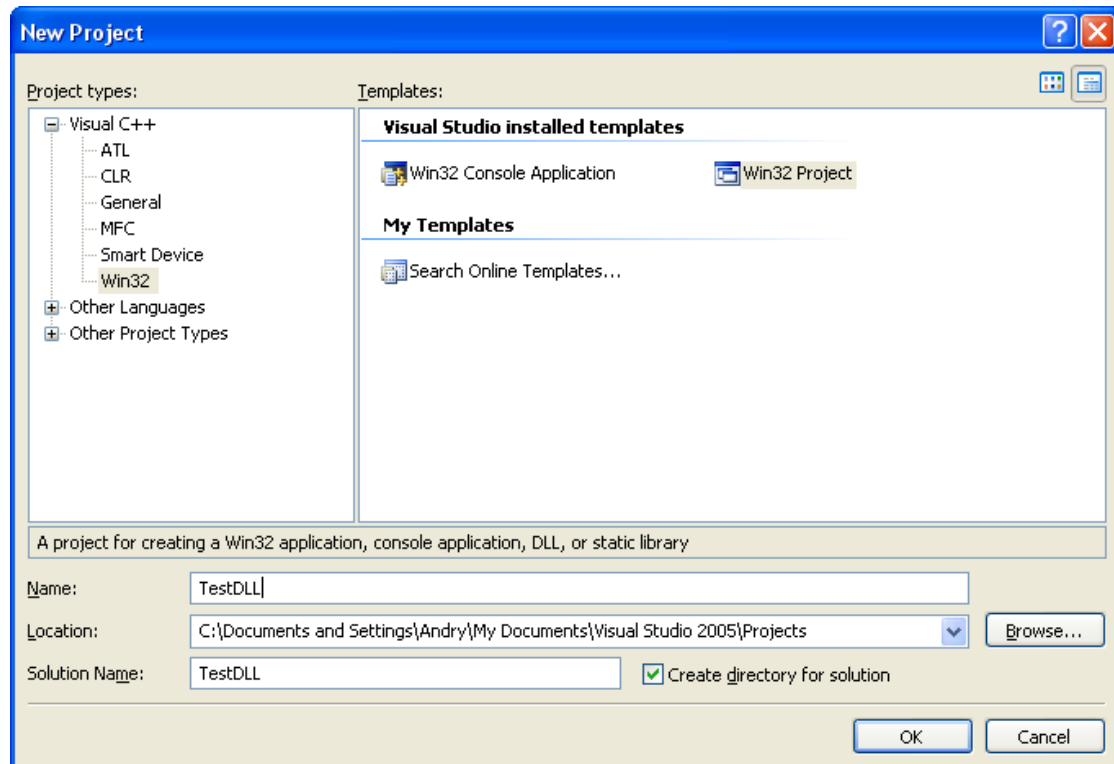 New Project
Project types:
Templates:
Visual C++
ATL
CLR
General
MFC
Smart Device
Win32
Other Languages
Other Project Types
Visual Studio installed templates
Win32 Console Application
Win32 Project
My Templates
Search Online Templates...
A project for creating a Win32 application, console application, DLL, or static library
Name: TestDLL
Location: C:\Documents and Settings\Andry\My Documents\Visual Studio 2005\Projects Browse...
Solution Name: TestDLL Create directory for solution
OK Cancel